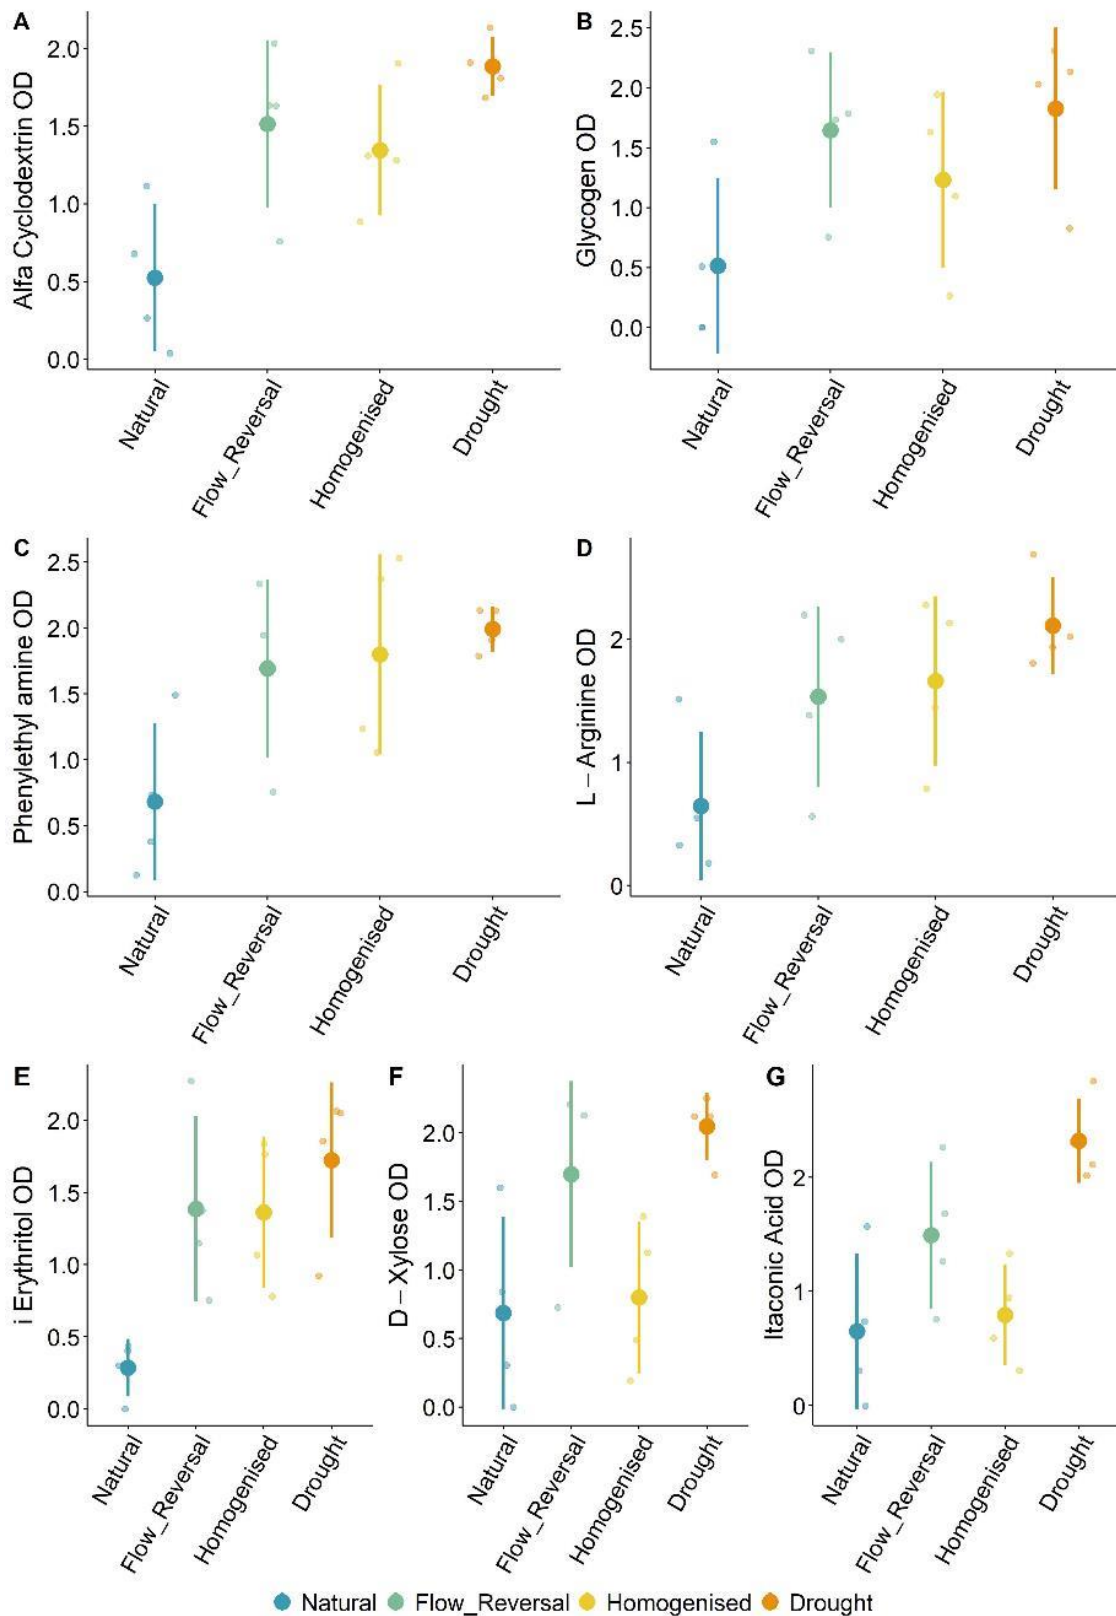 A
Alfa Cyclodextrin OD
2.0
1.5
1.0
0.5
0.0
Natural
Flow_Reversal
Homogenised
Drought
B
Glycogen OD
2.5
2.0
1.5
1.0
0.5
0.0
Natural
Flow_Reversal
Homogenised
Drought
C
Phenylethyl amine OD
2.5
2.0
1.5
1.0
0.5
0.0
Natural
Flow_Reversal
Homogenised
Drought
D
L–Arginine OD
2
1
0
Natural
Flow_Reversal
Homogenised
Drought
E
i Erythritol OD
2.0
1.5
1.0
0.5
0.0
Natural
Flow_Reversal
Homogenised
Drought
F
D–Xylose OD
2.0
1.5
1.0
0.5
0.0
Natural
Flow_Reversal
Homogenised
Drought
G
Itaconic Acid OD
2
1
0
Natural
Flow_Reversal
Homogenised
Drought
Natural Flow_Reversal Homogenised Drought